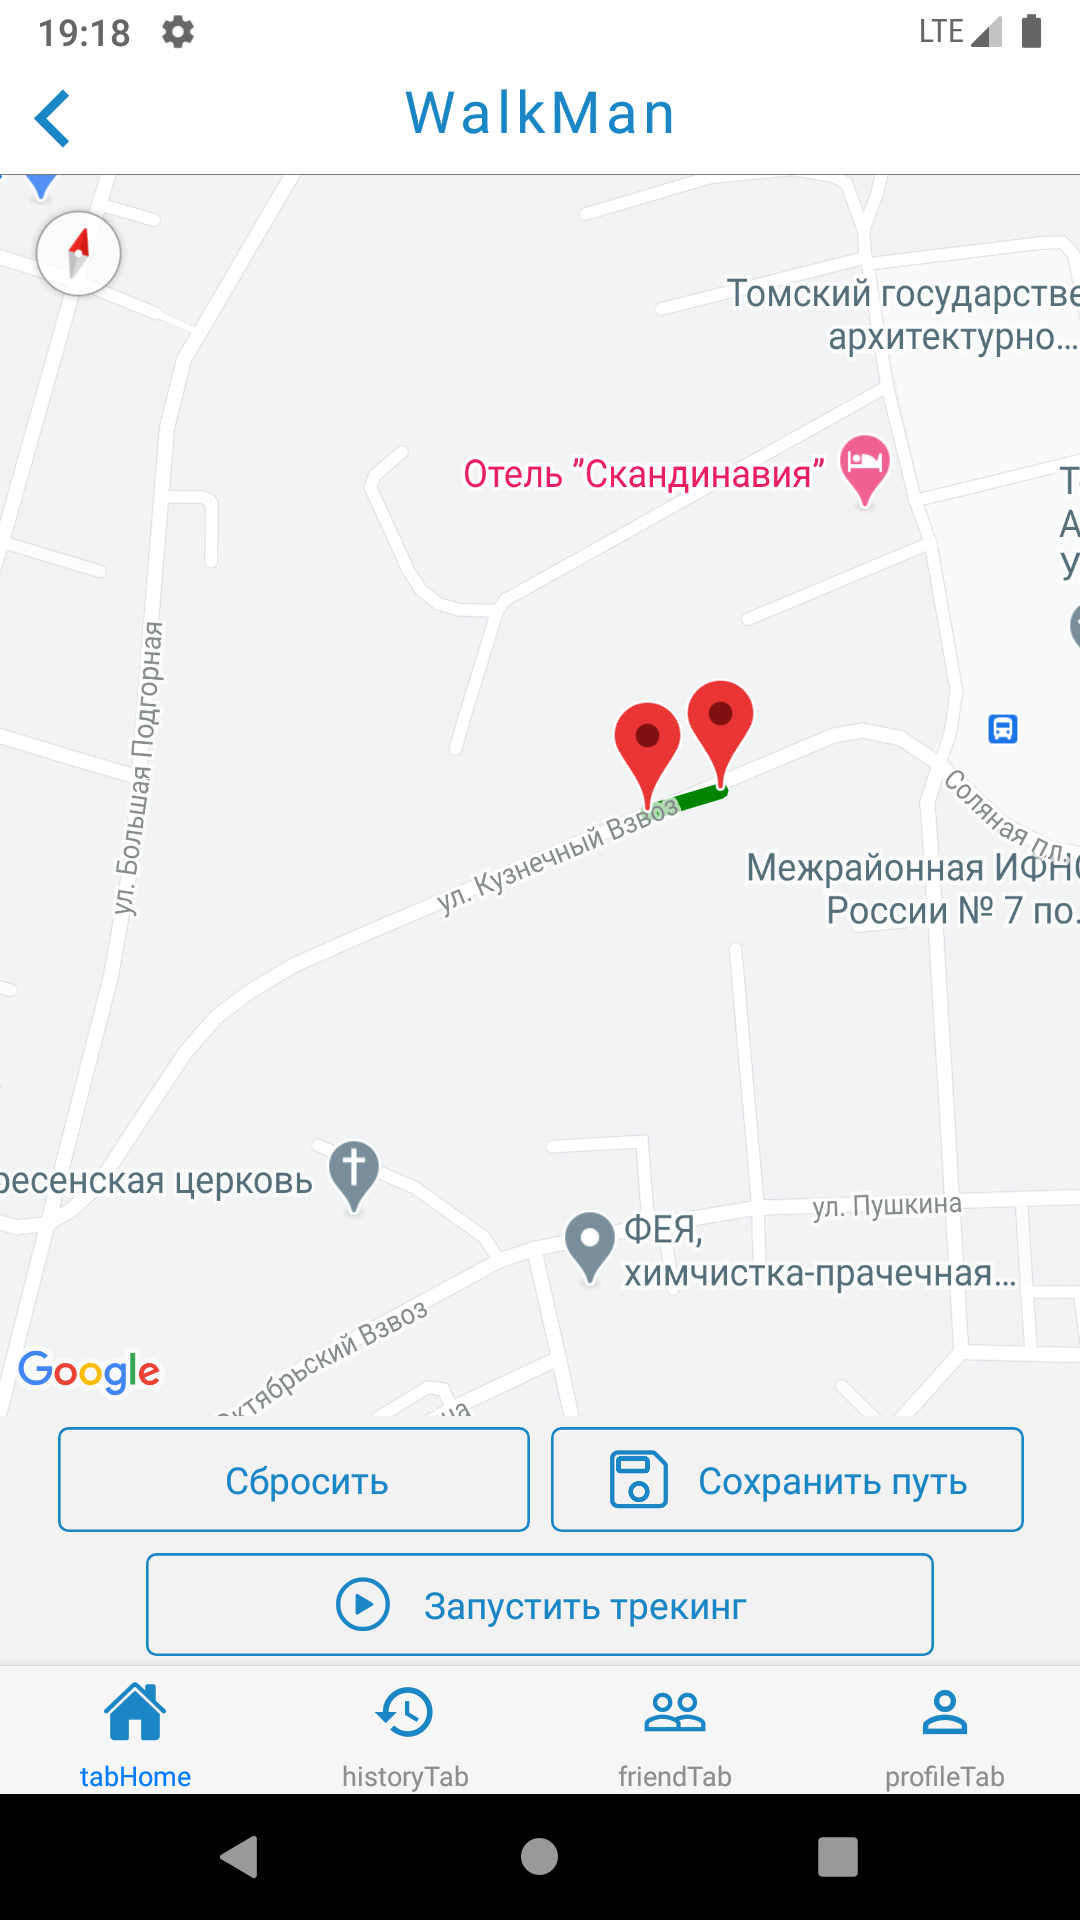 19:18
LTE
WalkMan
Томский государстве
архитектурно...
Отель ”Скандинавия”
Т
А
У
ул. Большая Подгорная
ул. Кузнечный Взвоз
Соляная пл.
Межрайонная ИФНС
России № 7 по.
ресенская церковь
ул. Пушкина
ФЕЯ,
химчистка-прачечная...
Октябрьский Взвоз
на
Google
Сбросить
Сохранить путь
Запустить трекинг
tabHome
historyTab
friendTab
profileTab